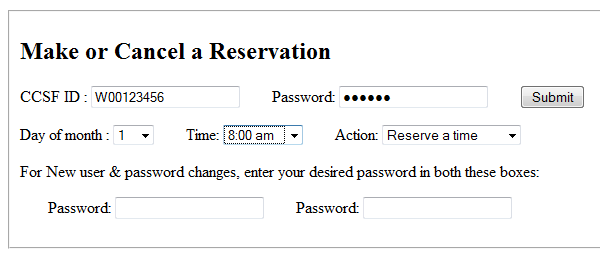 Make or Cancel a Reservation
CCSF ID : W00123456 Password: ●●●●●● Submit
Day of month : 1 Time: 8:00 am Action: Reserve a time
For New user & password changes, enter your desired password in both these boxes:
Password: Password: